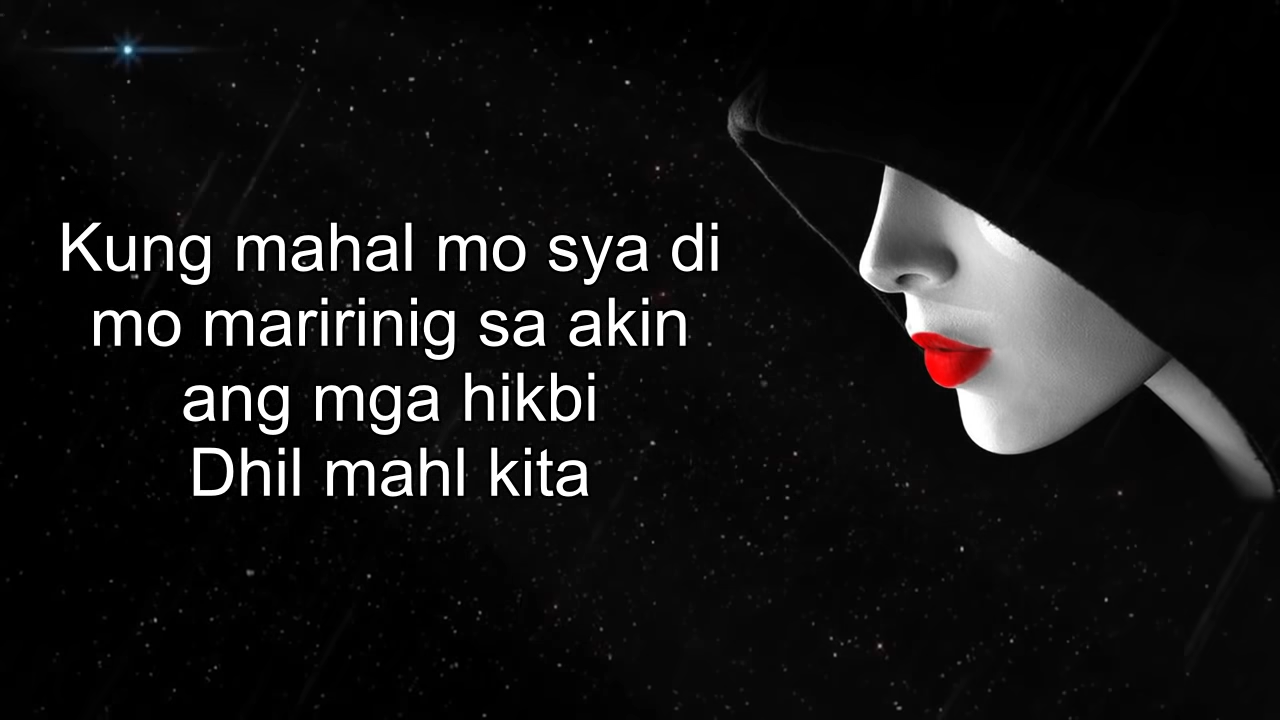 Kung mahal mo sya di
mo maririnig sa akin
ang mga hikbi
Dhil mahl kita